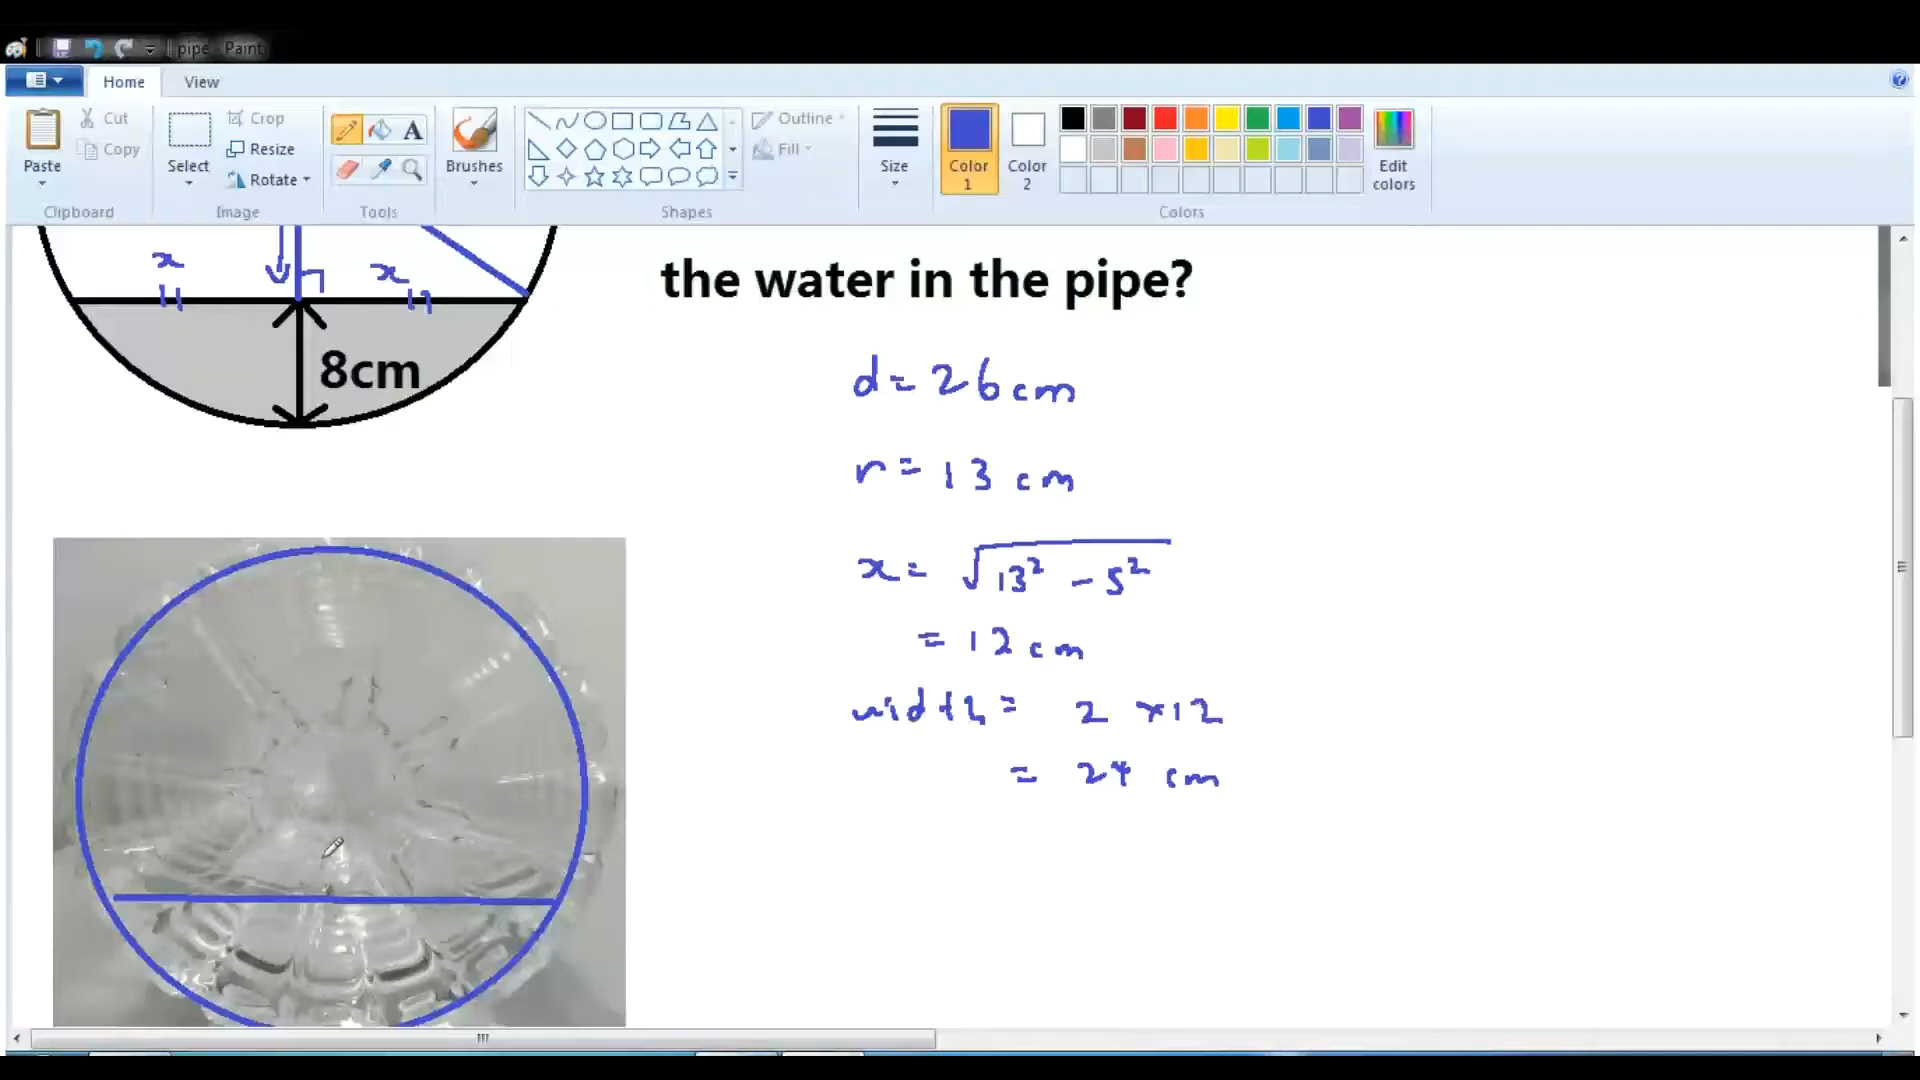 pipe - Paint
Home View
Paste
Cut
Copy
Clipboard
Select
Crop
Resize
Rotate
Image
A
Tools
Brushes
Shapes
Outline
Fill
Size
Color 1
Color 2
Colors
Edit colors
x
x
8cm
the water in the pipe?
d = 26 cm
r = 13 cm
x = √13² - 5²
= 12 cm
width = 2 × 12
= 24 cm